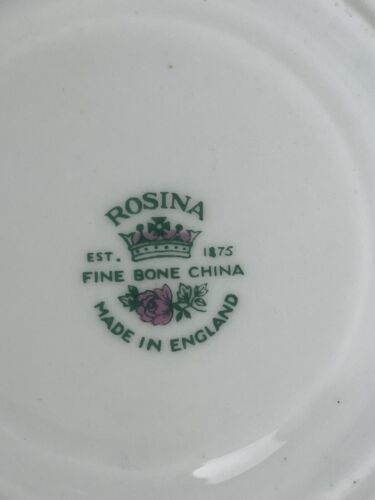 ROSINA
EST. 1875
FINE BONE CHINA
MADE IN ENGLAND